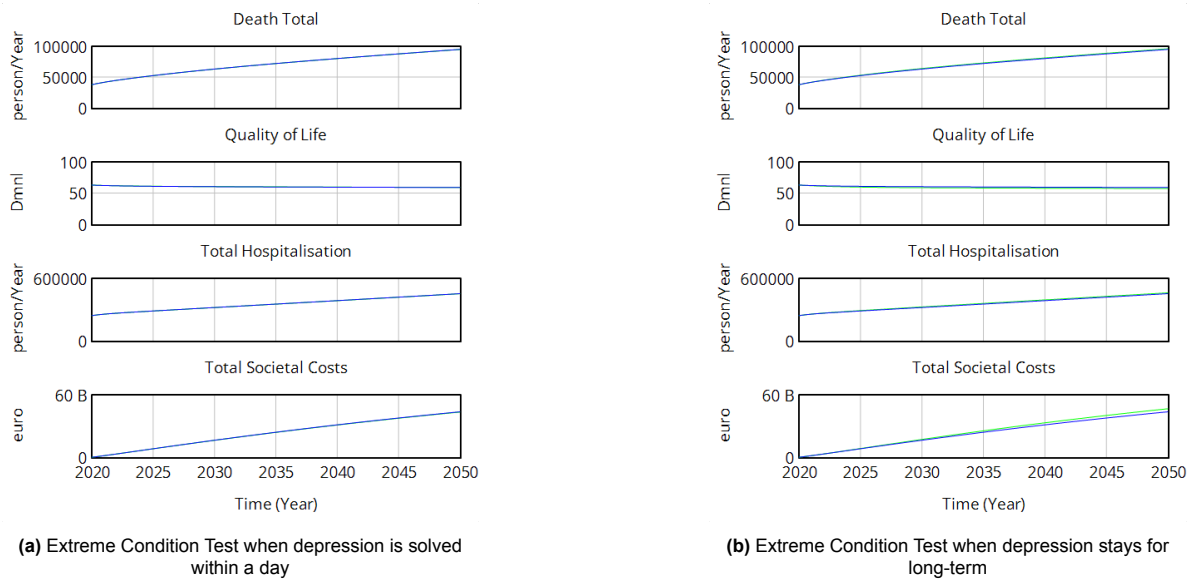 Death Total
person/Year
100000
50000
0
Quality of Life
Dmnl
100
50
0
Total Hospitalisation
person/Year
600000
0
Total Societal Costs
euro
60 B
0
2020 2025 2030 2035 2040 2045 2050
Time (Year)
(a) Extreme Condition Test when depression is solved
within a day
Death Total
person/Year
100000
50000
0
Quality of Life
Dmnl
100
50
0
Total Hospitalisation
person/Year
600000
0
Total Societal Costs
euro
60 B
0
2020 2025 2030 2035 2040 2045 2050
Time (Year)
(b) Extreme Condition Test when depression stays for
long-term